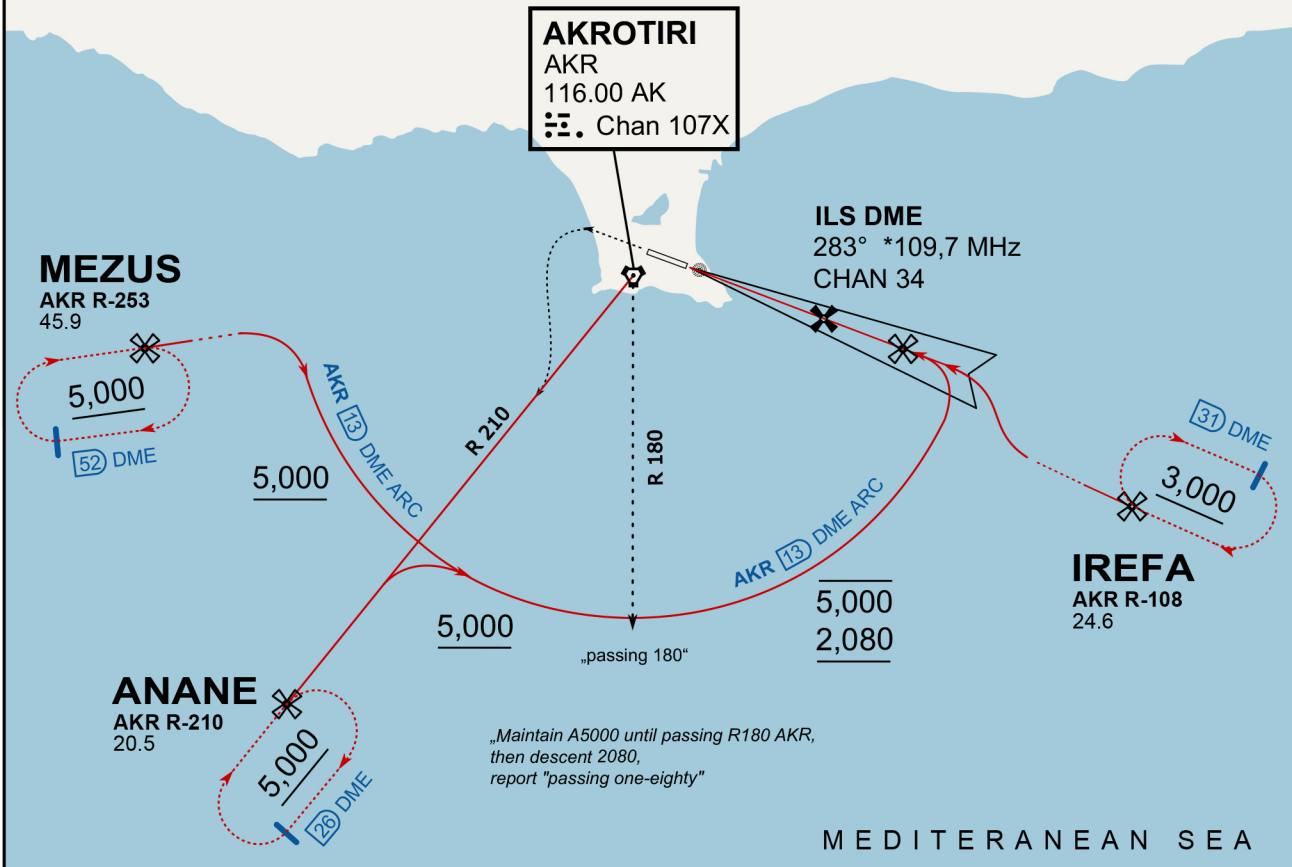 AKROTIRI
AKR
116.00 AK
Chan 107X
ILS DME
283° *109,7 MHz
CHAN 34
MEZUS
AKR R-253
45.9
5,000
52 DME
AKR 13 DME ARC
5,000
R 210
R 180
31 DME
3,000
IREFA
AKR R-108
24.6
AKR 13 DME ARC
5,000
2,080
5,000
„passing 180“
ANANE
AKR R-210
20.5
5,000
26 DME
„Maintain A5000 until passing R180 AKR,
then descent 2080,
report "passing one-eighty"
MEDITERANEAN SEA